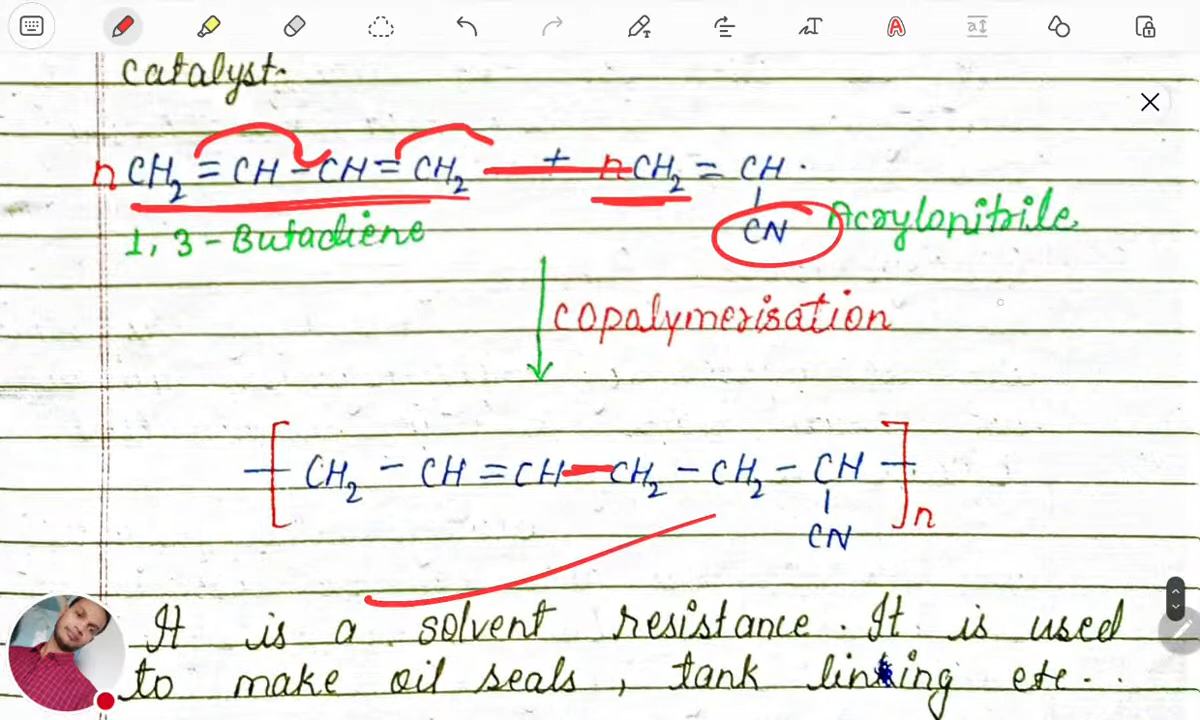 catalyst.
n CH₂ = CH - CH = CH₂ + n CH₂ = CH .
CN
1, 3 - Butadiene
Acrylonitrile.
copolymerisation
[ CH₂ - CH = CH - CH₂ - CH₂ - CH ]n
CN
It is a solvent resistance. It is used
to make oil seals, tank linking etc..